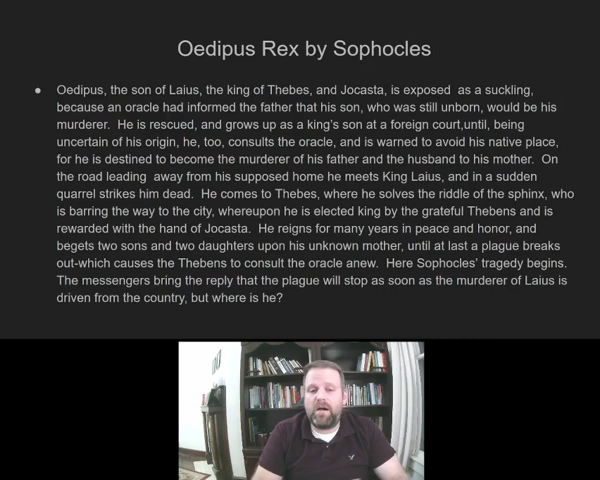 Oedipus Rex by Sophocles
● Oedipus, the son of Laius, the king of Thebes, and Jocasta, is exposed as a suckling,
because an oracle had informed the father that his son, who was still unborn, would be his
murderer. He is rescued, and grows up as a king's son at a foreign court,until, being
uncertain of his origin, he, too, consults the oracle, and is warned to avoid his native place,
for he is destined to become the murderer of his father and the husband to his mother. On
the road leading away from his supposed home he meets King Laius, and in a sudden
quarrel strikes him dead. He comes to Thebes, where he solves the riddle of the sphinx, who
is barring the way to the city, whereupon he is elected king by the grateful Thebens and is
rewarded with the hand of Jocasta. He reigns for many years in peace and honor, and
begets two sons and two daughters upon his unknown mother, until at last a plague breaks
out-which causes the Thebens to consult the oracle anew. Here Sophocles' tragedy begins.
The messengers bring the reply that the plague will stop as soon as the murderer of Laius is
driven from the country, but where is he?